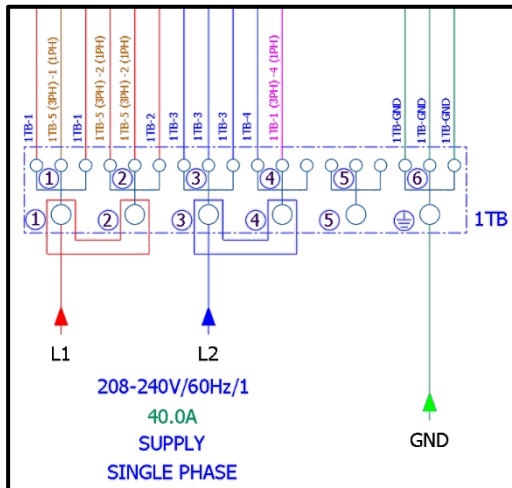 1TB-1
1TB-5 (3PH) -1 (1PH)
1TB-1
1TB-5 (3PH) -2 (1PH)
1TB-5 (3PH) -2 (1PH)
1TB-2
1TB-3
1TB-3
1TB-3
1TB-4
1TB-1 (3PH) -4 (1PH)
1TB-GND
1TB-GND
1TB-GND
1 2 3 4 5 6
1 2 3 4 5 1TB
L1 L2
208-240V/60Hz/1
40.0A
SUPPLY
SINGLE PHASE
GND